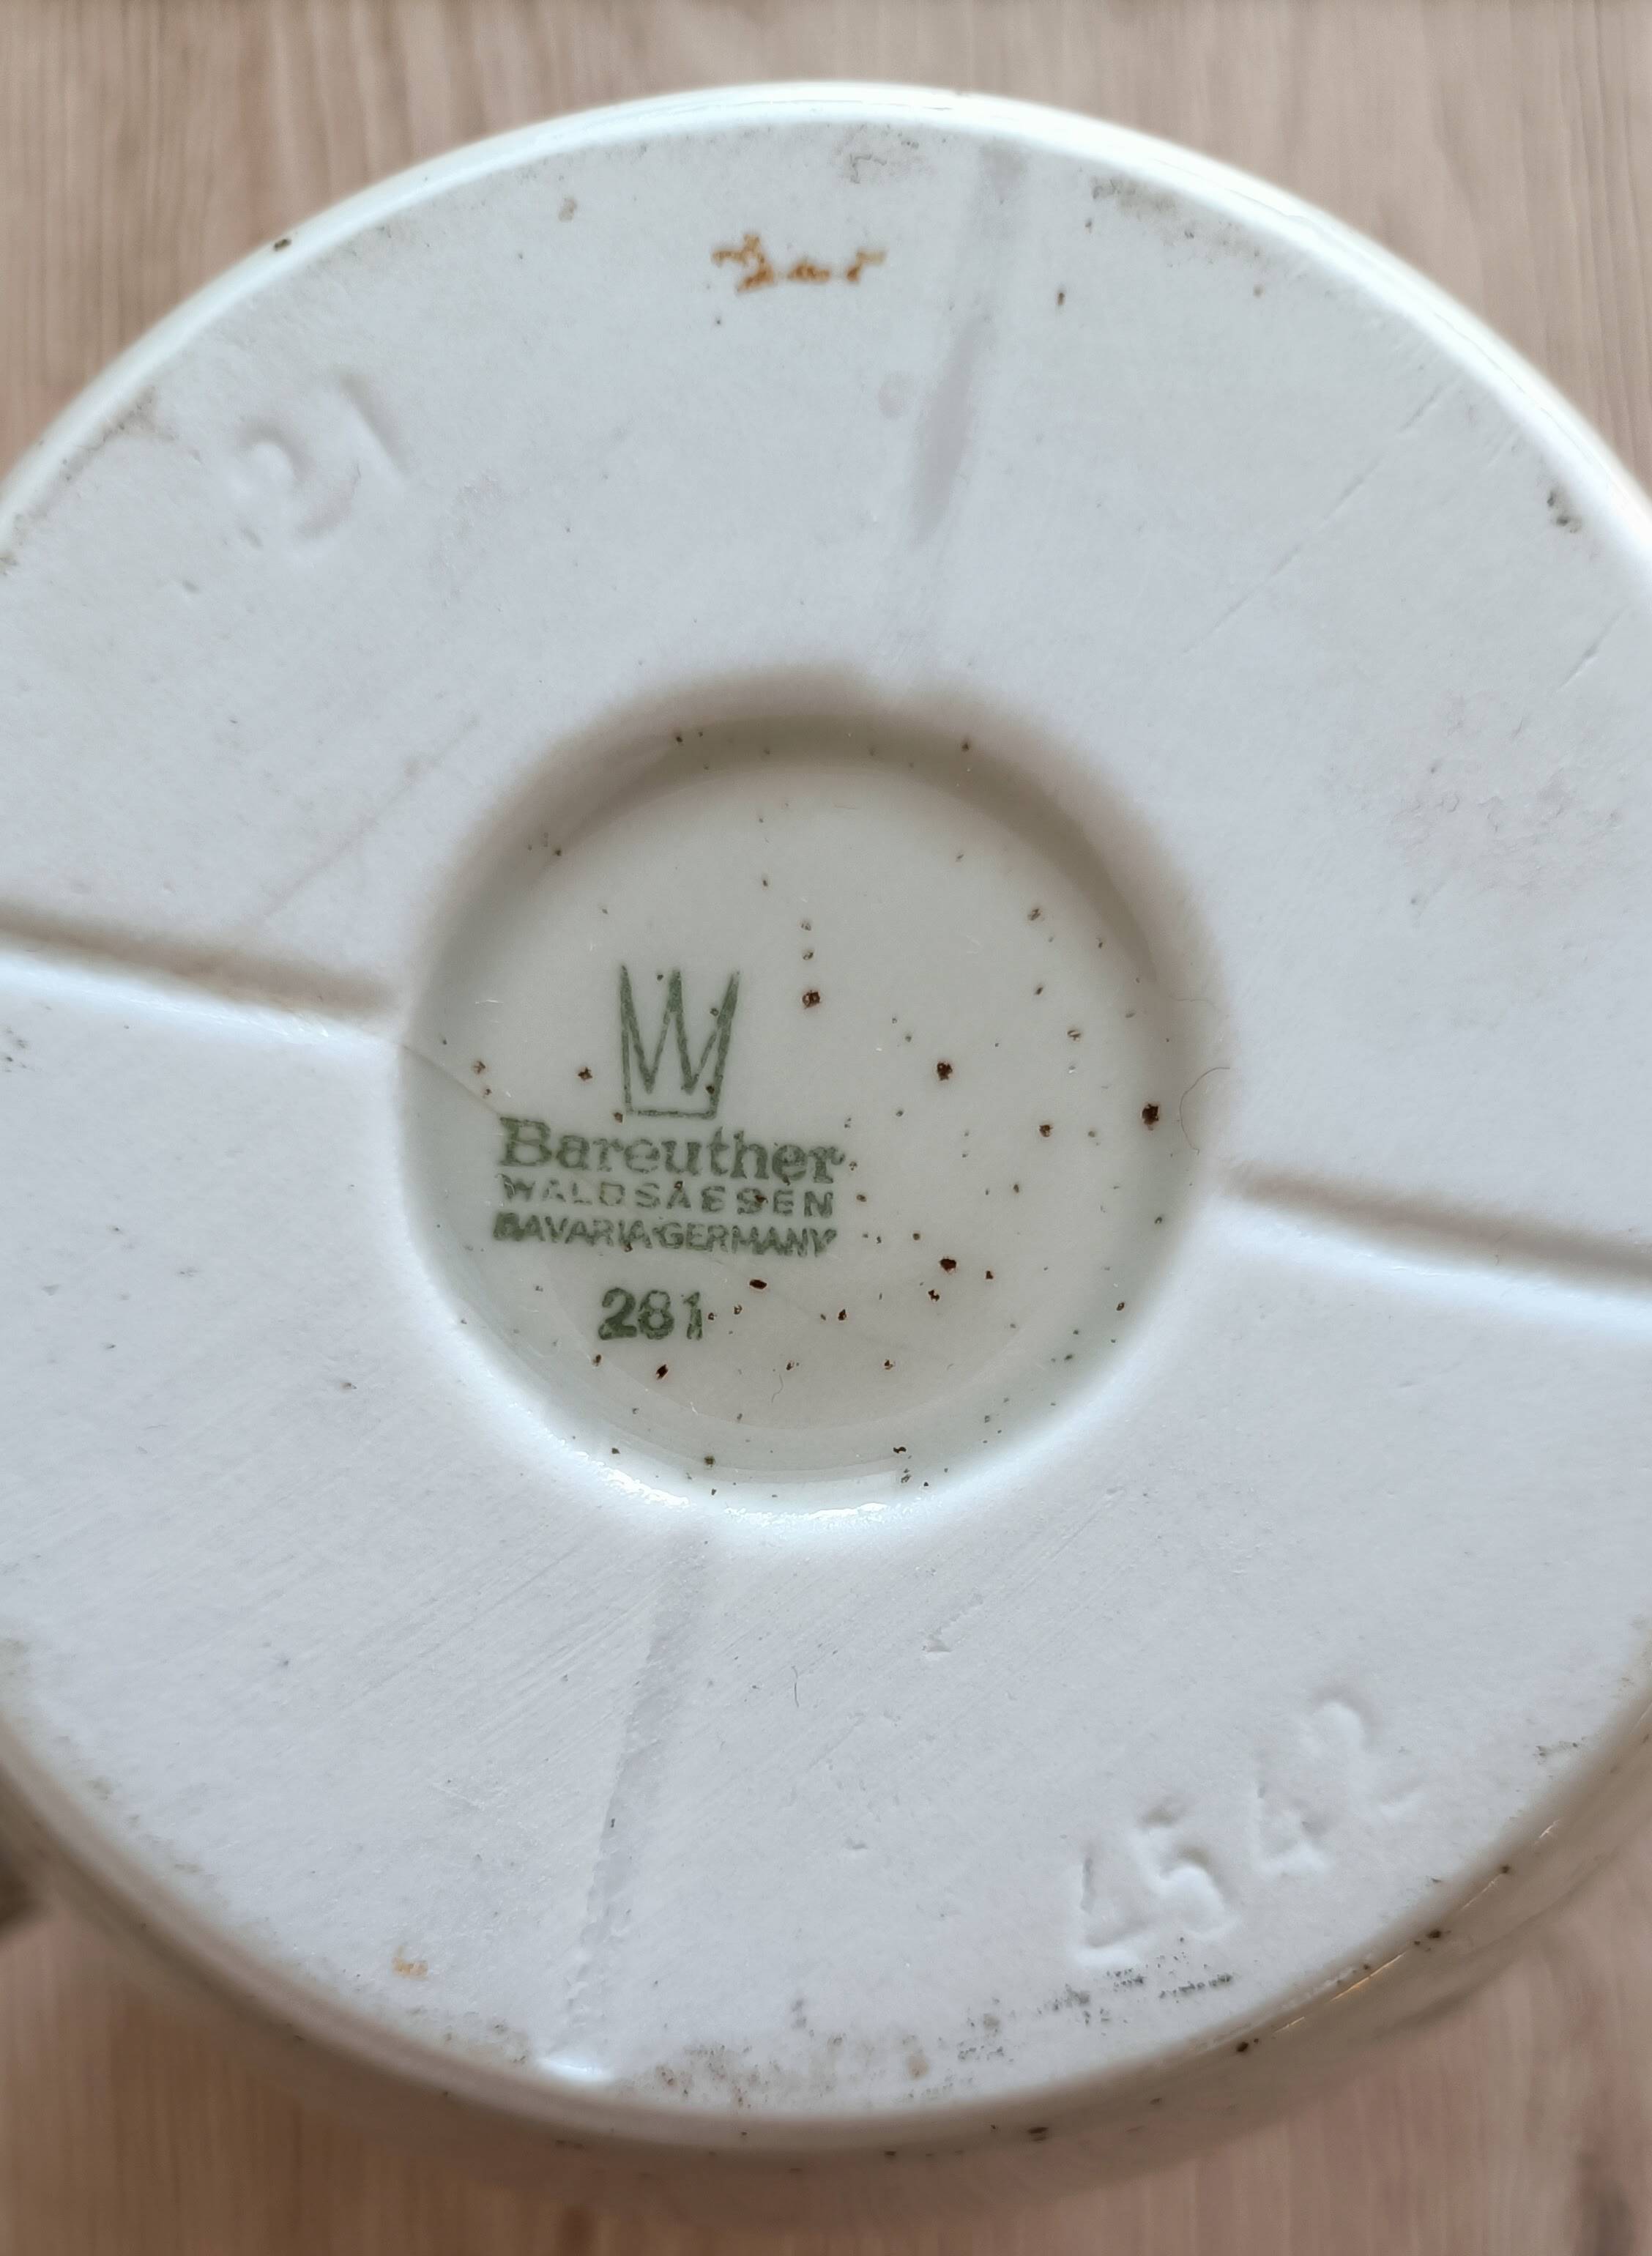 21
Bareuther
WALDSASSEN
BAVARIA·GERMANY
281
4542